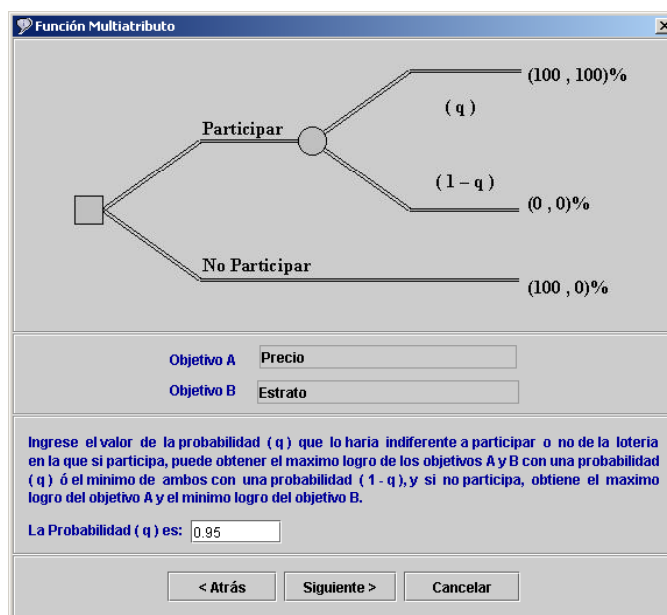 Función Multiatributo
(100 , 100)%
( q )
Participar
( 1 – q )
(0 , 0)%
No Participar
(100 , 0)%
Objetivo A Precio
Objetivo B Estrato
Ingrese el valor de la probabilidad ( q ) que lo haria indiferente a participar o no de la loteria
en la que si participa, puede obtener el maximo logro de los objetivos A y B con una probabilidad
( q ) ó el minimo de ambos con una probabilidad ( 1 - q ), y si no participa, obtiene el maximo
logro del objetivo A y el minimo logro del objetivo B.
La Probabilidad ( q ) es: 0.95
< Atrás Siguiente > Cancelar